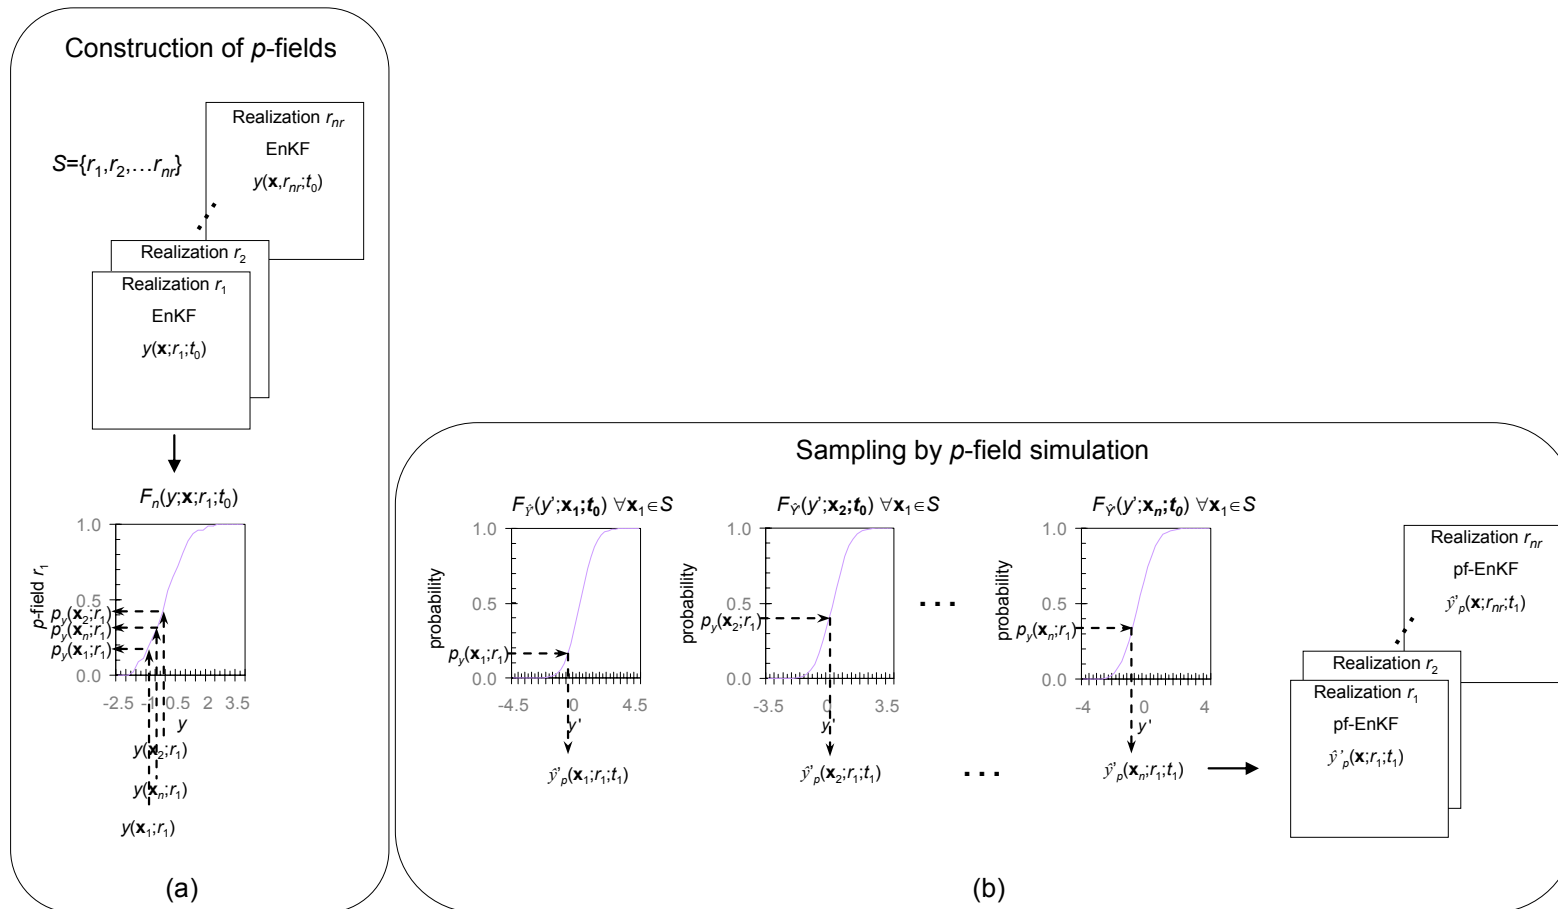 Construction of p-fields
Realization r_nr
EnKF
y(x,r_nr;t_0)
S={r_1,r_2,…r_nr}
Realization r_2
Realization r_1
EnKF
y(x;r_1;t_0)
F_n(y;x;r_1;t_0)
1.0
0.5
0.0
p-field r_1
p_y(x_2;r_1)
p_y(x_n;r_1)
p_y(x_1;r_1)
-2.5 -1 0.5 2 3.5
y
y(x_2;r_1)
y(x_n;r_1)
y(x_1;r_1)
(a)
Sampling by p-field simulation
F_Ŷ'(y';x_1;t_0) ∀x_1∈S
1.0
0.5
0.0
probability
p_y(x_1;r_1)
-4.5 0 4.5
y'
ŷ'_p(x_1;r_1;t_1)
F_Ŷ'(y';x_2;t_0) ∀x_1∈S
1.0
0.5
0.0
probability
p_y(x_2;r_1)
-3.5 0 3.5
y'
ŷ'_p(x_2;r_1;t_1)
...
...
F_Ŷ'(y';x_n;t_0) ∀x_1∈S
1.0
0.5
0.0
probability
p_y(x_n;r_1)
-4 0 4
y'
ŷ'_p(x_n;r_1;t_1)
Realization r_nr
pf-EnKF
ŷ'_p(x;r_nr;t_1)
Realization r_2
Realization r_1
pf-EnKF
ŷ'_p(x;r_1;t_1)
(b)